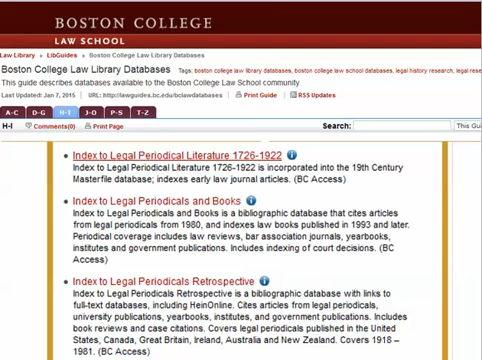 BOSTON COLLEGE
LAW SCHOOL
Law Library » LibGuides » Boston College Law Library Databases
Boston College Law Library Databases Tags: boston college law library databases, boston college law school databases, legal history research, legal rese
This guide describes databases available to the Boston College Law School community.
Last Updated: Jan 7, 2015 URL: http://lawguides.bc.edu/bclawdatabases Print Guide RSS Updates
A-C D-G H-I J-O P-S T-Z
H-I Comments(0) Print Page Search: This Gui
Index to Legal Periodical Literature 1726-1922
Index to Legal Periodical Literature 1726-1922 is incorporated into the 19th Century
Masterfile database; indexes early law journal articles. (BC Access)
Index to Legal Periodicals and Books
Index to Legal Periodicals and Books is a bibliographic database that cites articles
from legal periodicals from 1980, and indexes law books published in 1993 and later.
Periodical coverage includes law reviews, bar association journals, yearbooks,
institutes and government publications. Includes indexing of court decisions. (BC
Access)
Index to Legal Periodicals Retrospective
Index to Legal Periodicals Retrospective is a bibliographic database with links to
full-text databases, including HeinOnline. Cites articles from legal periodicals,
university publications, yearbooks, institutes, and government publications. Includes
book reviews and case citations. Covers legal periodicals published in the United
States, Canada, Great Britain, Ireland, Australia and New Zealand. Covers 1918 –
1981. (BC Access)